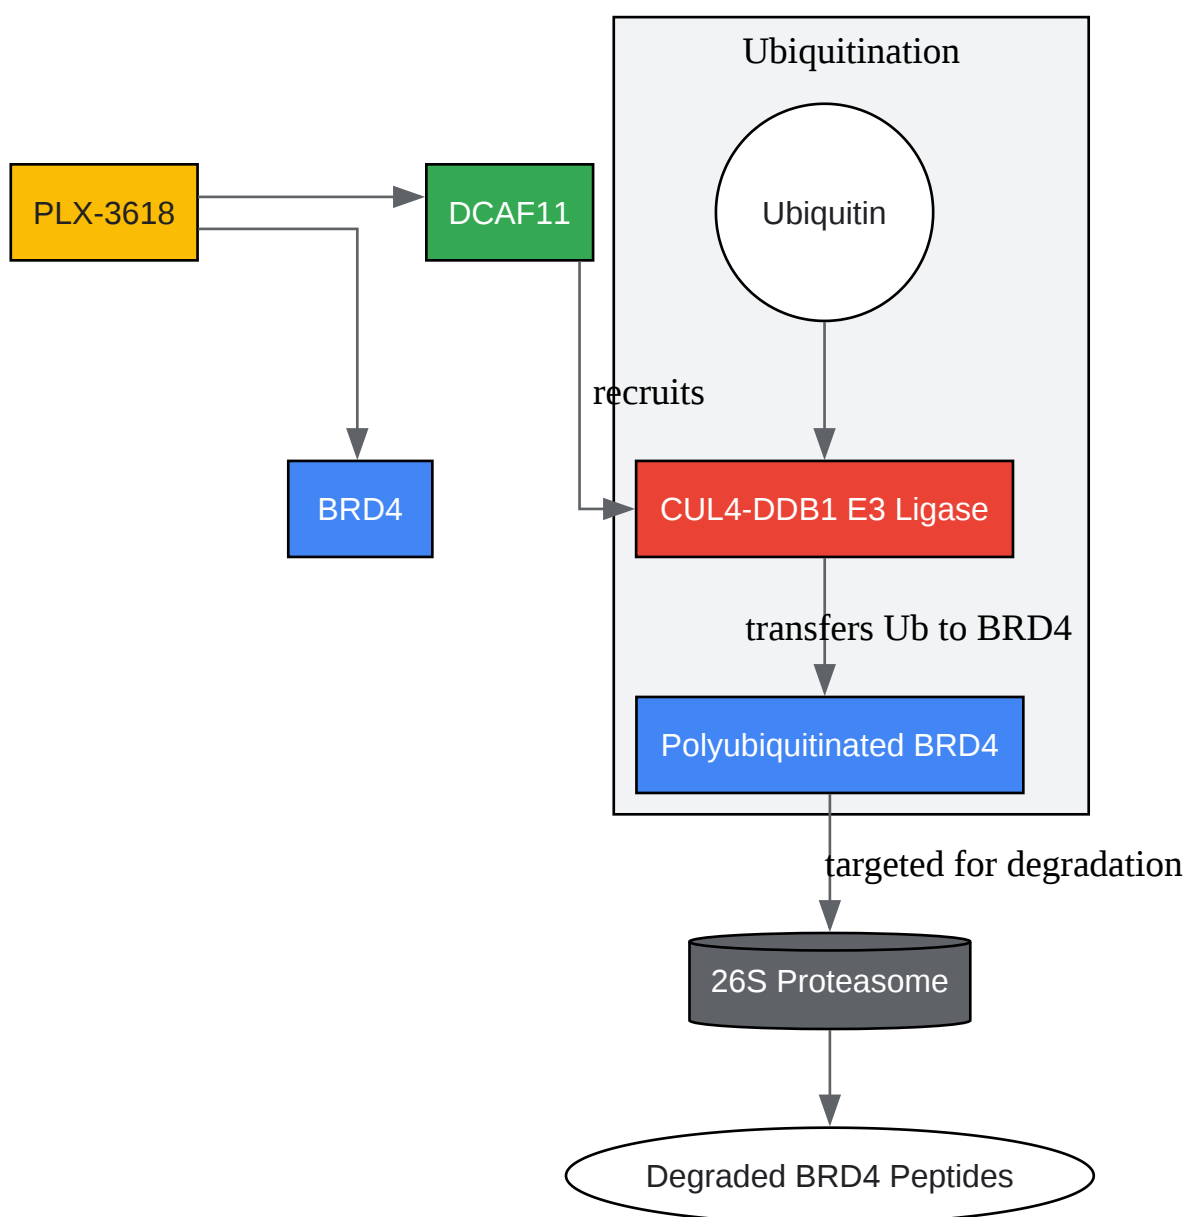 Ubiquitination
PLX-3618
DCAF11
Ubiquitin
recruits
BRD4
CUL4-DDB1 E3 Ligase
transfers Ub to BRD4
Polyubiquitinated BRD4
targeted for degradation
26S Proteasome
Degraded BRD4 Peptides